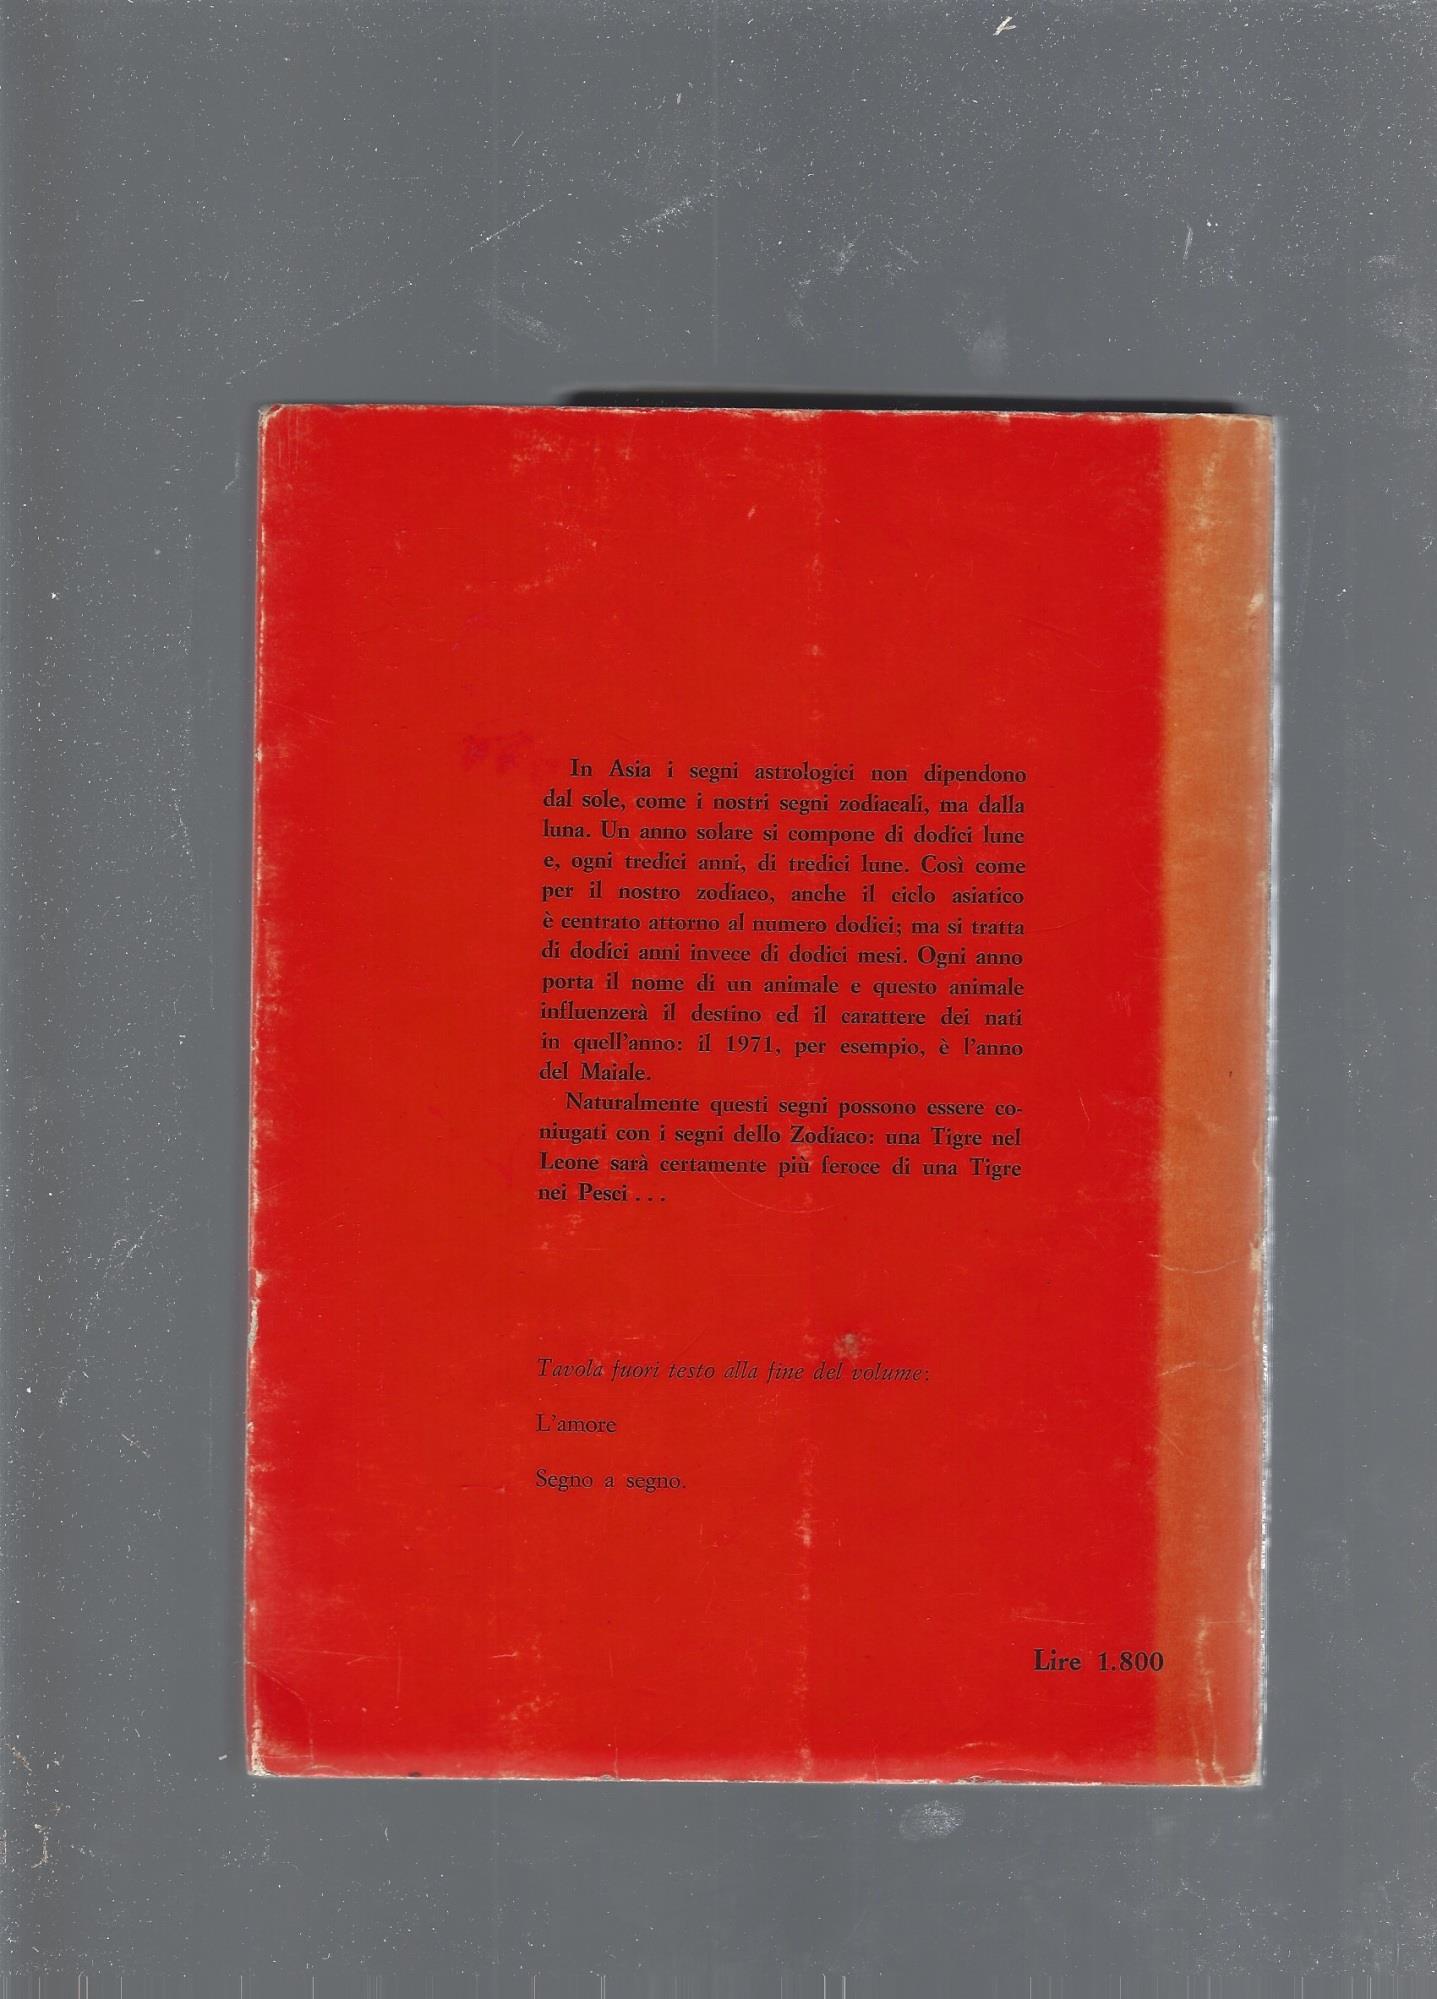 In Asia i segni astrologici non dipendono
dal sole, come i nostri segni zodiacali, ma dalla
luna. Un anno solare si compone di dodici lune
e, ogni tredici anni, di tredici lune. Così come
per il nostro zodiaco, anche il ciclo asiatico
è centrato attorno al numero dodici; ma si tratta
di dodici anni invece di dodici mesi. Ogni anno
porta il nome di un animale e questo animale
influenzerà il destino ed il carattere dei nati
in quell'anno: il 1971, per esempio, è l'anno
del Maiale.
Naturalmente questi segni possono essere co-
niugati con i segni dello Zodiaco: una Tigre nel
Leone sarà certamente più feroce di una Tigre
nei Pesci . . .
Tavola fuori testo alla fine del volume:
L'amore
Segno a segno.
Lire 1.800